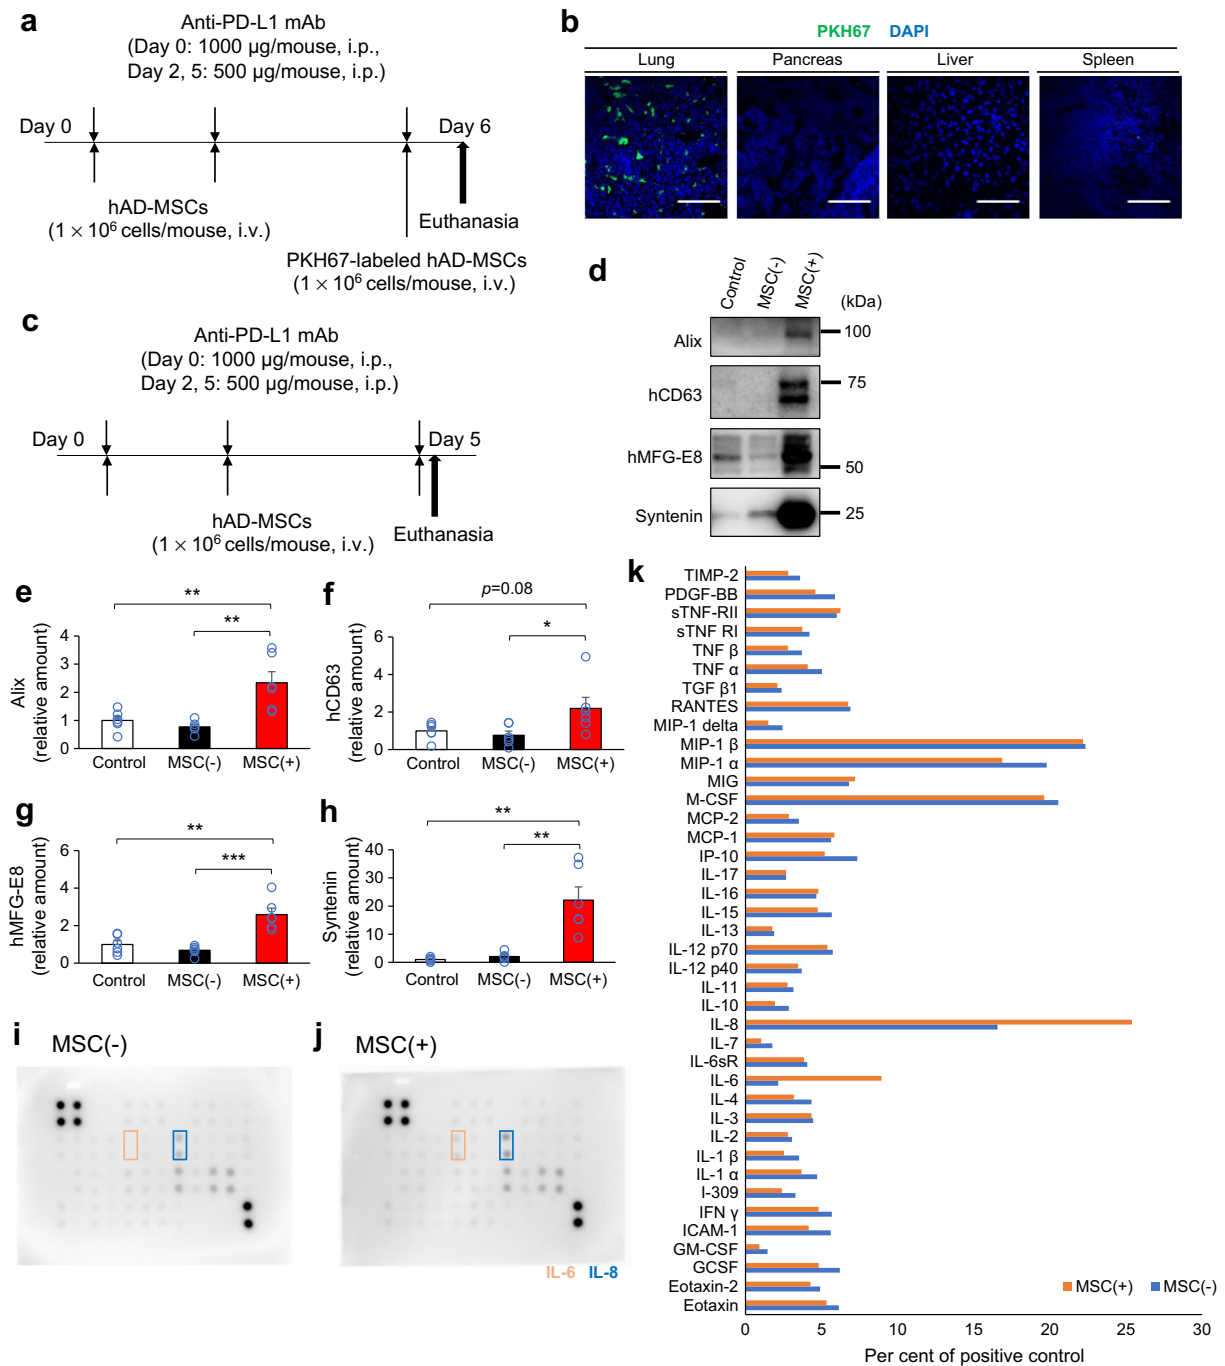 a
Anti-PD-L1 mAb
(Day 0: 1000 µg/mouse, i.p.,
Day 2, 5: 500 µg/mouse, i.p.)
Day 0
Day 6
hAD-MSCs
(1 × 10⁶ cells/mouse, i.v.)
Euthanasia
PKH67-labeled hAD-MSCs
(1 × 10⁶ cells/mouse, i.v.)
b
PKH67 DAPI
Lung Pancreas Liver Spleen
c
Anti-PD-L1 mAb
(Day 0: 1000 µg/mouse, i.p.,
Day 2, 5: 500 µg/mouse, i.p.)
Day 0
Day 5
hAD-MSCs
(1 × 10⁶ cells/mouse, i.v.)
Euthanasia
d
Control MSC(-) MSC(+) (kDa)
Alix 100
hCD63 75
hMFG-E8 50
Syntenin 25
e
**
**
Alix
(relative amount)
4
3
2
1
0
Control MSC(-) MSC(+)
f
p=0.08
*
hCD63
(relative amount)
6
4
2
0
Control MSC(-) MSC(+)
g
**
***
hMFG-E8
(relative amount)
6
4
2
0
Control MSC(-) MSC(+)
h
**
**
Syntenin
(relative amount)
40
30
20
10
0
Control MSC(-) MSC(+)
i
MSC(-)
j
MSC(+)
IL-6 IL-8
k
TIMP-2
PDGF-BB
sTNF-RII
sTNF RI
TNF β
TNF α
TGF β1
RANTES
MIP-1 delta
MIP-1 β
MIP-1 α
MIG
M-CSF
MCP-2
MCP-1
IP-10
IL-17
IL-16
IL-15
IL-13
IL-12 p70
IL-12 p40
IL-11
IL-10
IL-8
IL-7
IL-6sR
IL-6
IL-4
IL-3
IL-2
IL-1 β
IL-1 α
I-309
IFN γ
ICAM-1
GM-CSF
GCSF
Eotaxin-2
Eotaxin
MSC(+) MSC(-)
0 5 10 15 20 25 30
Per cent of positive control